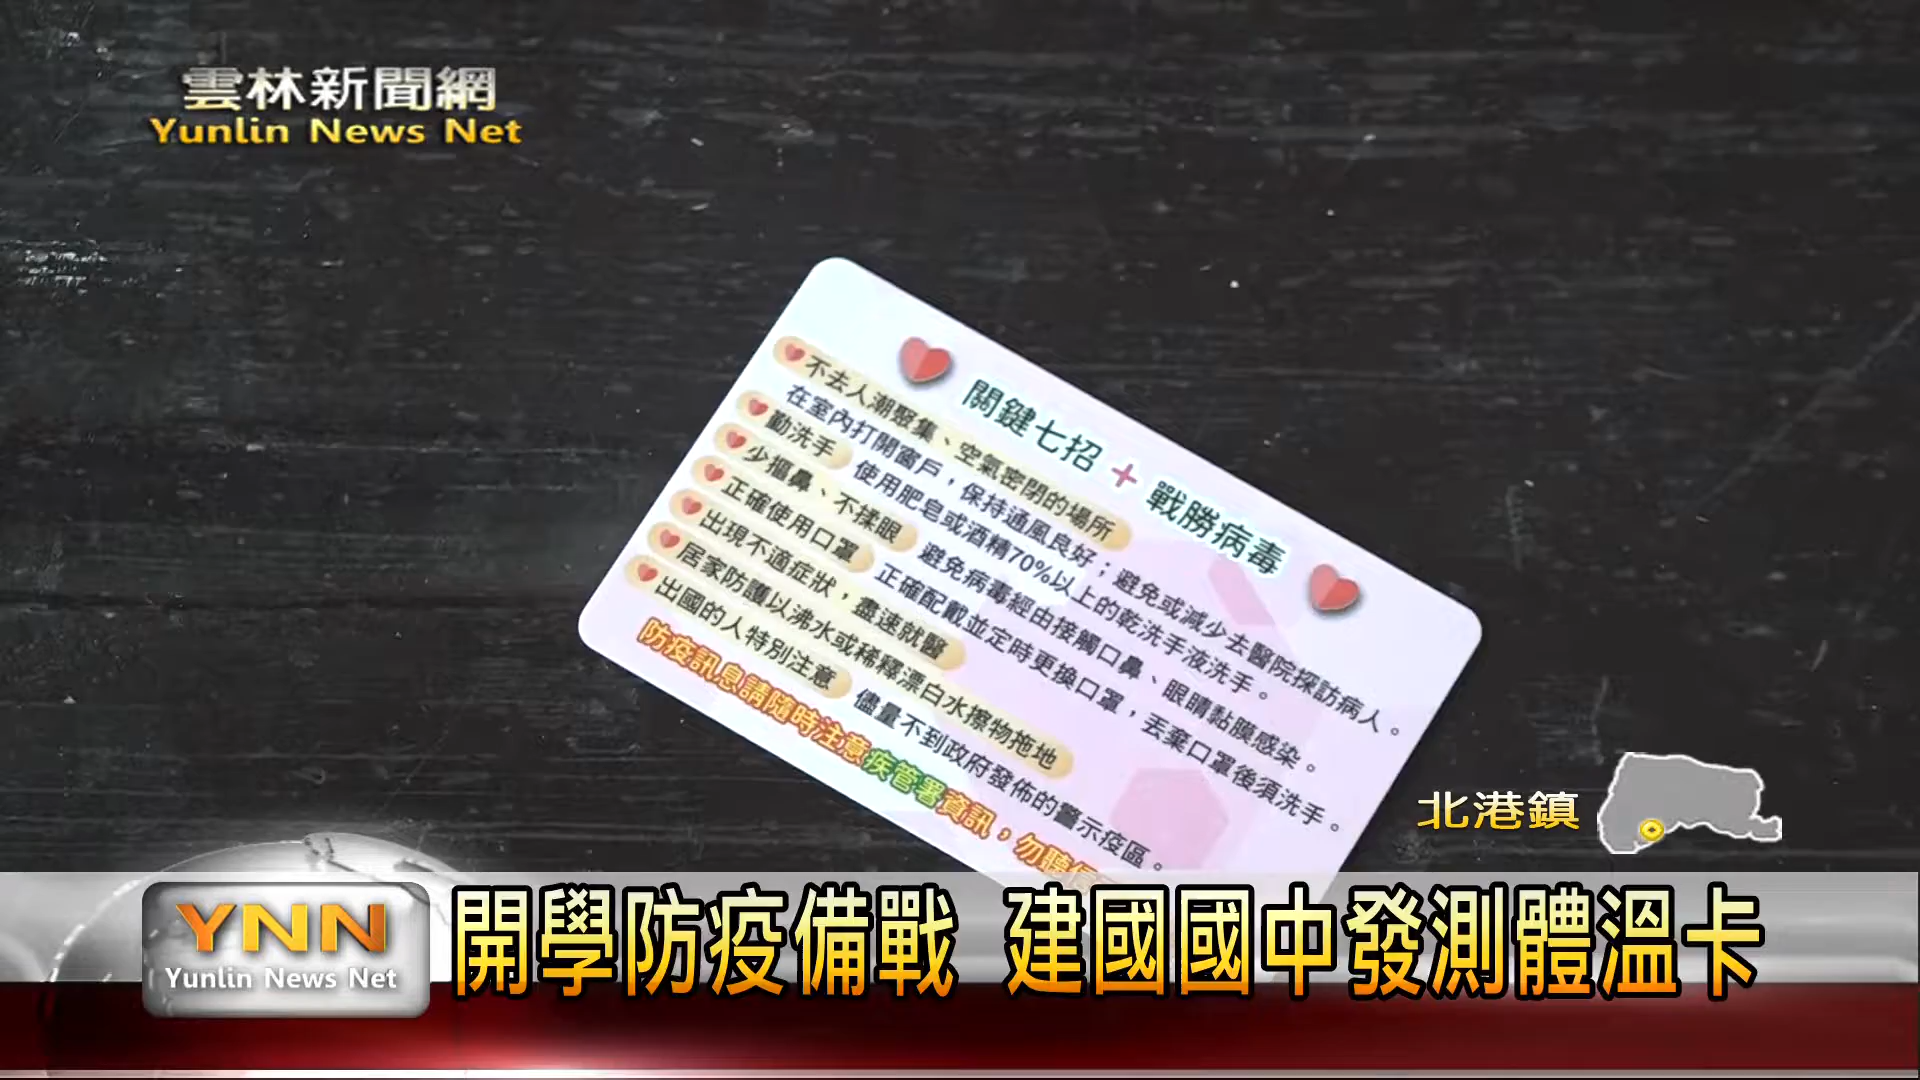 雲林新聞網
Yunlin News Net
關鍵七招+戰勝病毒
不去人潮聚集、空氣密閉的場所
在室內打開窗戶，保持通風良好；避免或減少去醫院探訪病人。
勤洗手 使用肥皂或酒精70%以上的乾洗手液洗手。
少摳鼻、不揉眼 避免病毒經由接觸口鼻、眼睛黏膜感染。
正確使用口罩 正確配戴並定時更換口罩，丟棄口罩後須洗手。
出現不適症狀，盡速就醫
居家防護以沸水或稀釋漂白水擦物拖地
出國的人特別注意 儘量不到政府發佈的警示疫區。
防疫訊息請隨時注意疾管署資訊，勿聽信
北港鎮
YNN
Yunlin News Net
開學防疫備戰 建國國中發測體溫卡